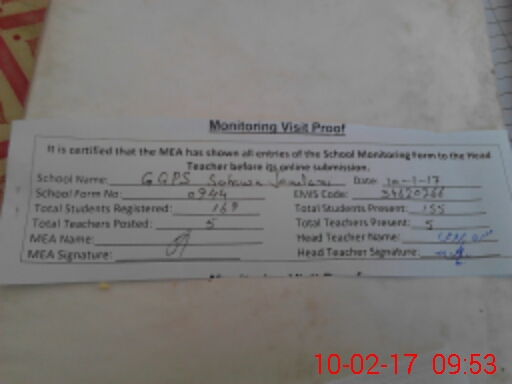 Monitoring Visit Proof
It is certified that the MEA has shown all entries of the School Monitoring Form to the Head
Teacher before its online submission.
School Name: GGPS Date: 10-1-17
School Form No: 0944 EMIS Code: 34620266
Total Students Registered: 169 Total Students Present: 155
Total Teachers Posted: 5 Total Teachers Present: 5
MEA Name: Head Teacher Name:
MEA Signature: Head Teacher Signature:
10-02-17 09:53